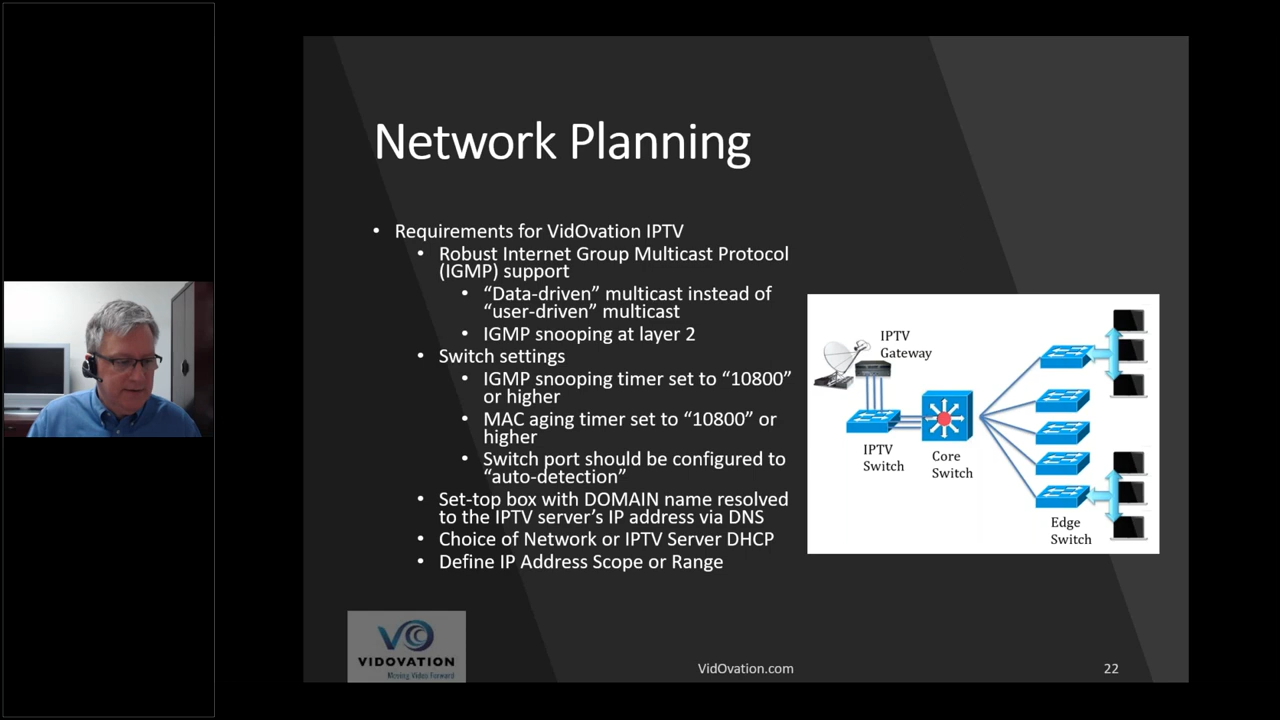 Network Planning
• Requirements for VidOvation IPTV
• Robust Internet Group Multicast Protocol
(IGMP) support
• “Data-driven” multicast instead of
“user-driven” multicast
• IGMP snooping at layer 2
• Switch settings
• IGMP snooping timer set to “10800”
or higher
• MAC aging timer set to “10800” or
higher
• Switch port should be configured to
“auto-detection”
• Set-top box with DOMAIN name resolved
to the IPTV server’s IP address via DNS
• Choice of Network or IPTV Server DHCP
• Define IP Address Scope or Range
IPTV
Gateway
IPTV
Switch
Core
Switch
Edge
Switch
VO
VIDOVATION
Moving Video Forward
VidOvation.com
22